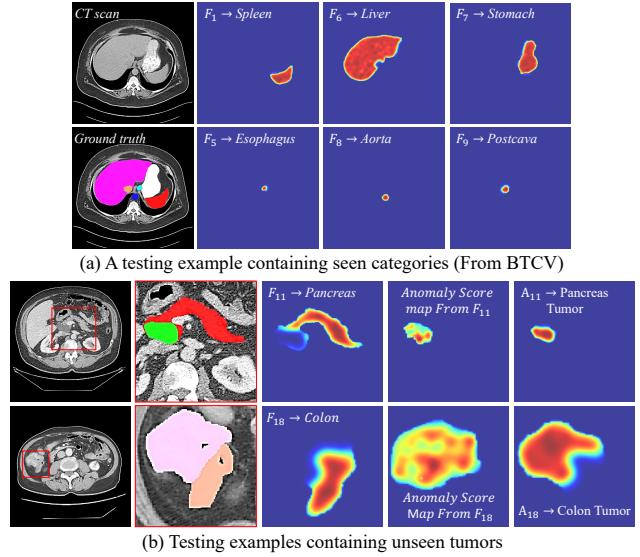 CT scan
F₁ → Spleen
F₆ → Liver
F₇ → Stomach
Ground truth
F₅ → Esophagus
F₈ → Aorta
F₉ → Postcava
(a) A testing example containing seen categories (From BTCV)
F₁₁ → Pancreas
Anomaly Score
map From F₁₁
A₁₁ → Pancreas
Tumor
F₁₈ → Colon
Anomaly Score
Map From F₁₈
A₁₈ → Colon Tumor
(b) Testing examples containing unseen tumors